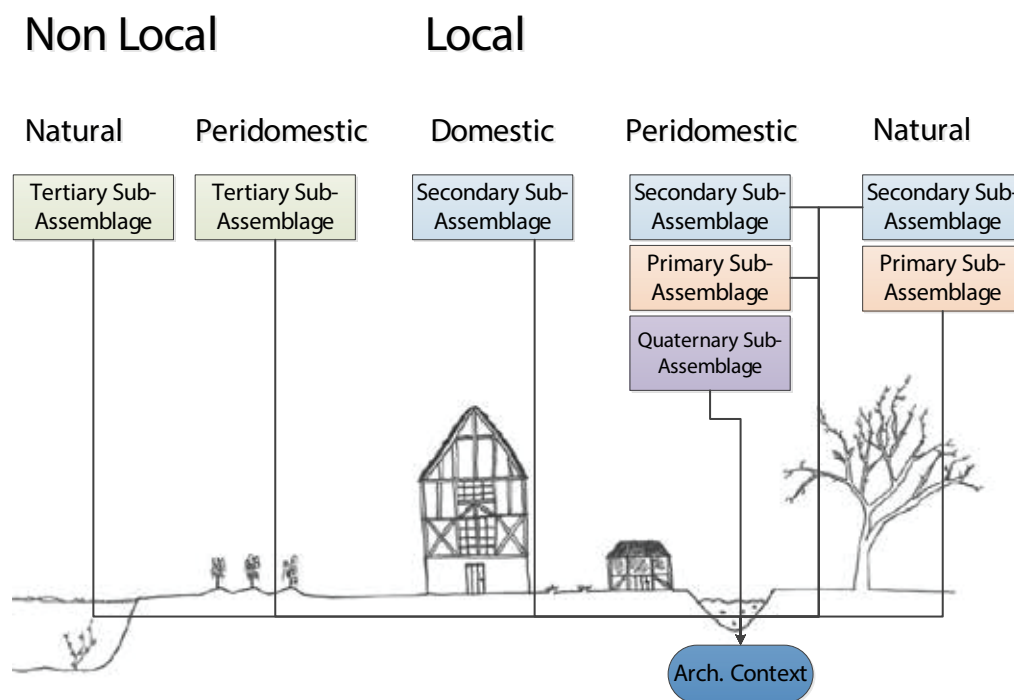 Non Local
Local
Natural
Peridomestic
Domestic
Peridomestic
Natural
Tertiary Sub-
Assemblage
Tertiary Sub-
Assemblage
Secondary Sub-
Assemblage
Secondary Sub-
Assemblage
Secondary Sub-
Assemblage
Primary Sub-
Assemblage
Primary Sub-
Assemblage
Quaternary Sub-
Assemblage
Arch. Context